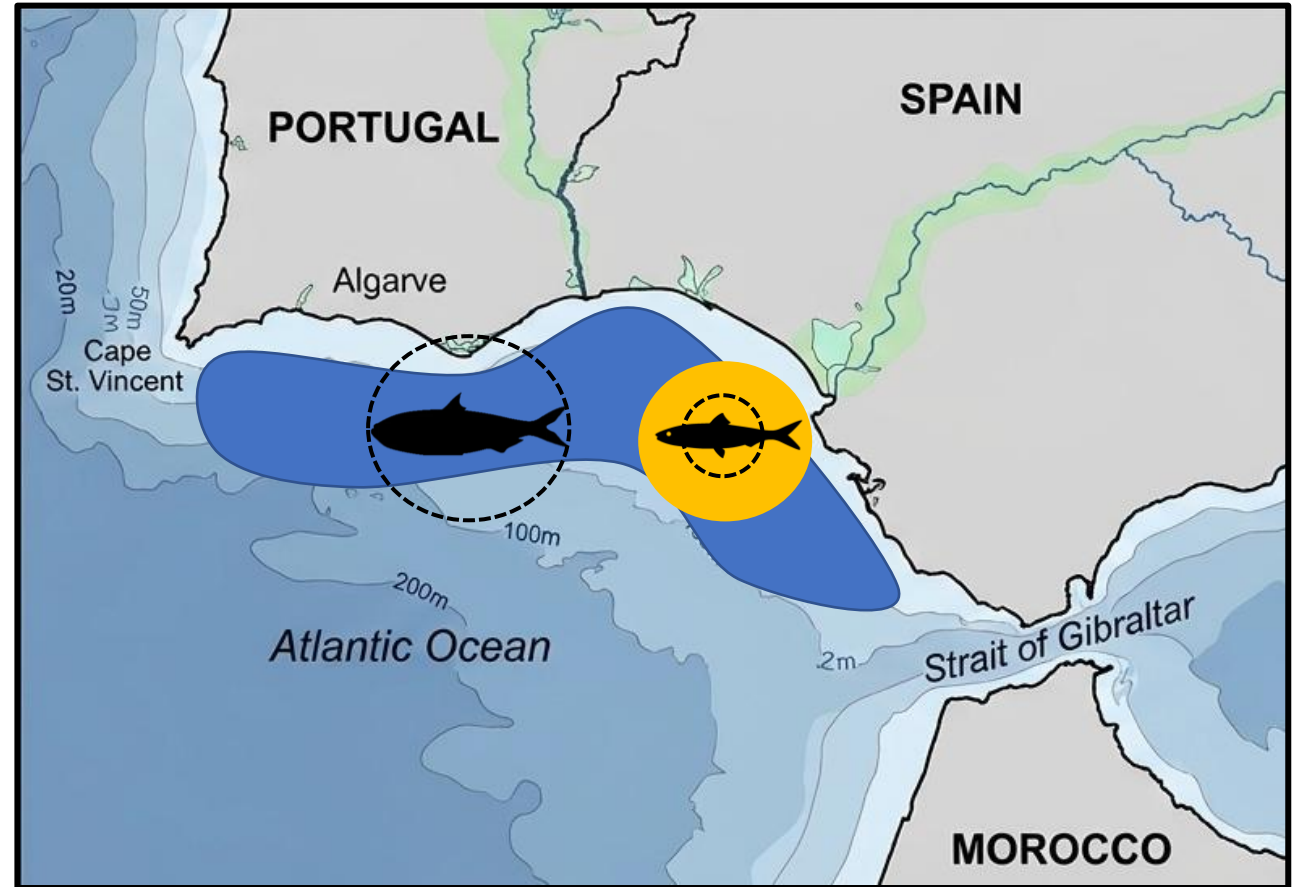 PORTUGAL
SPAIN
Algarve
20m
.3M
50m
Cape
St. Vincent
100m
200m
Atlantic Ocean
.2m
Strait of Gibraltar
MOROCCO